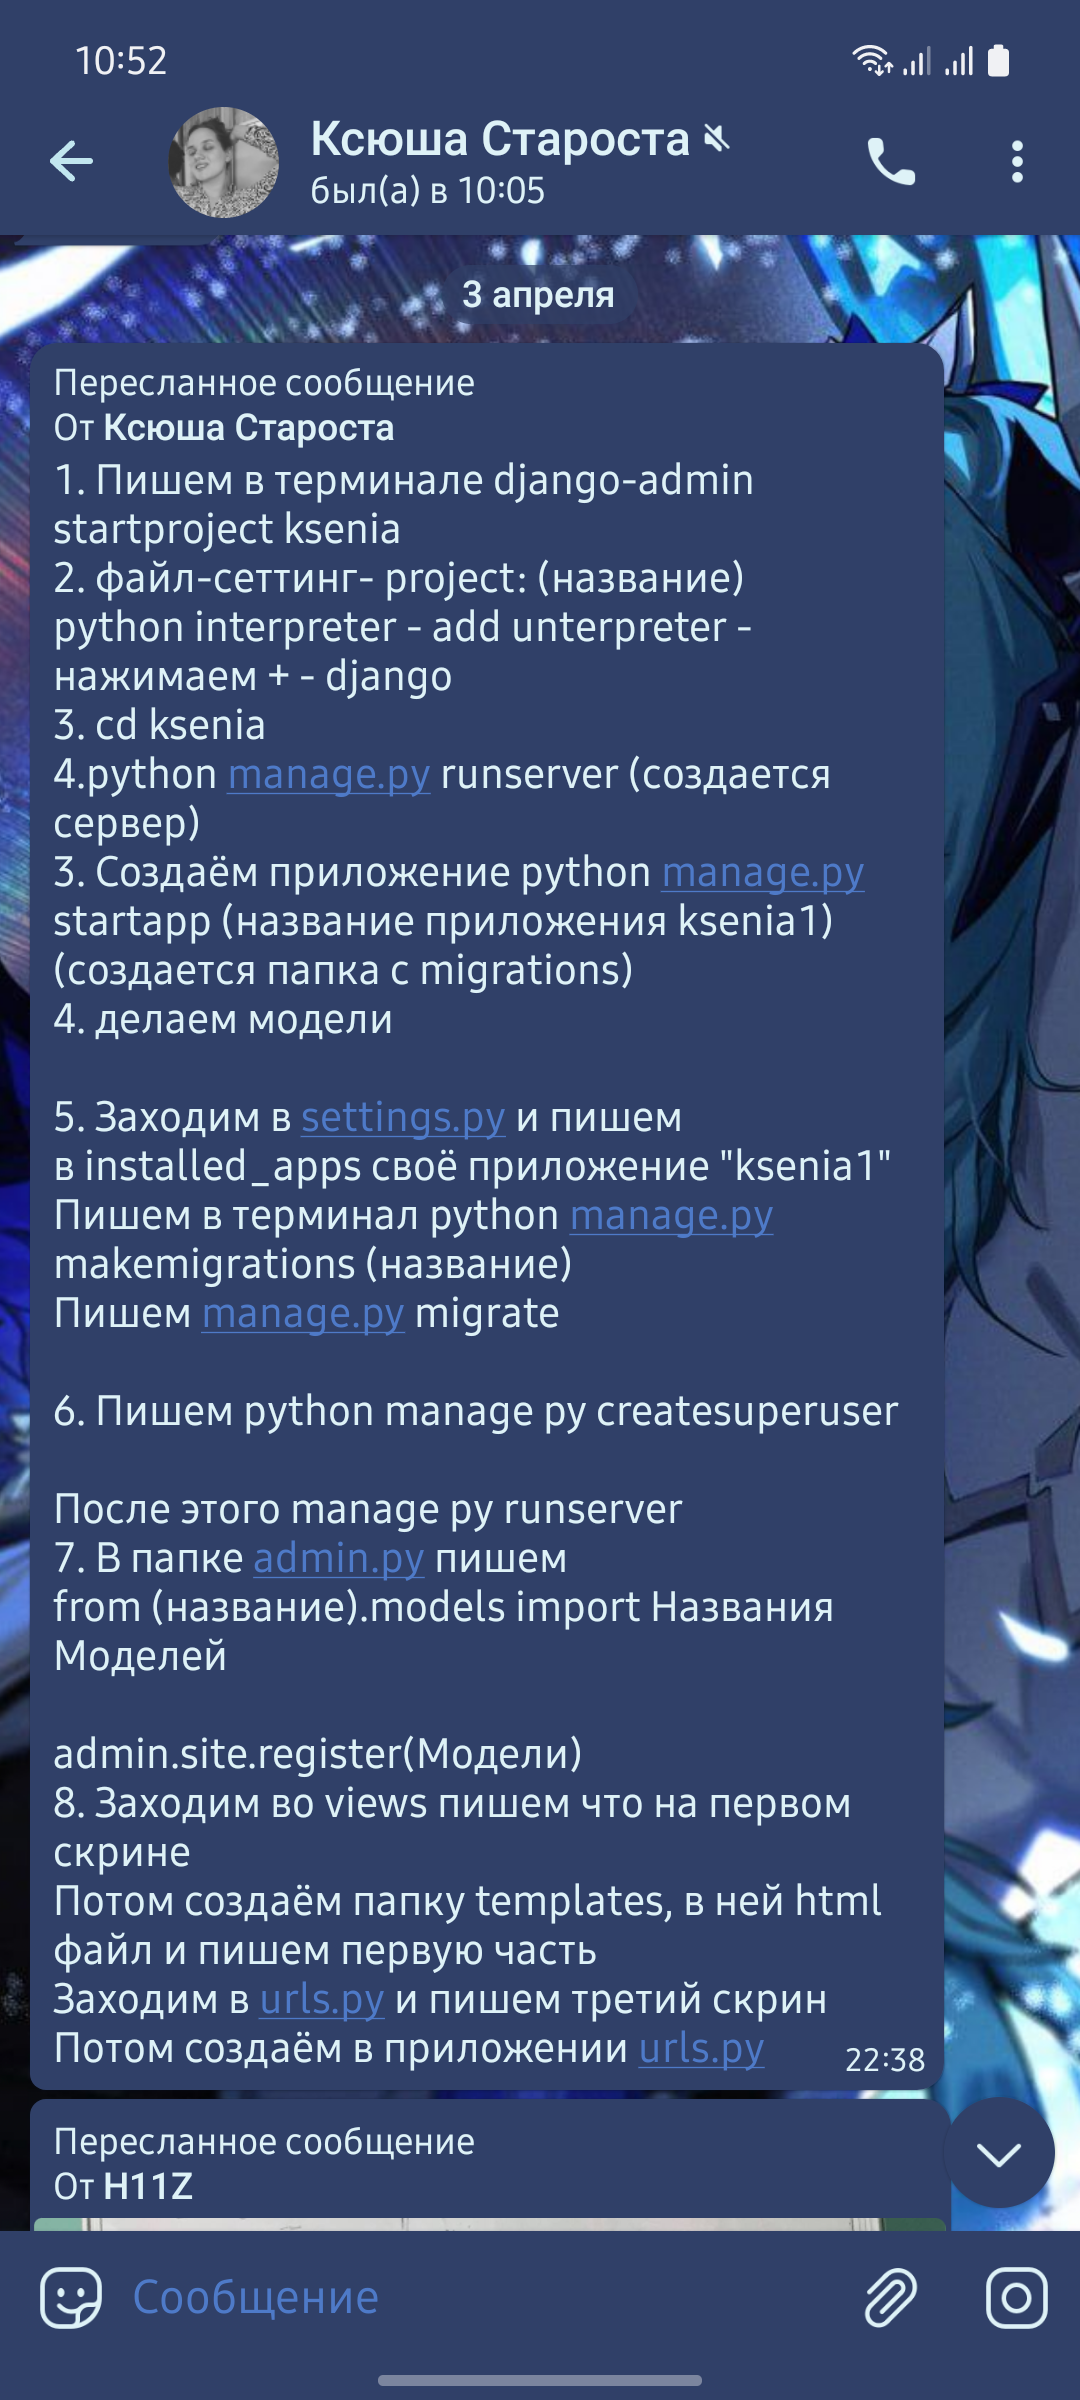 10:52
Ксюша Староста
был(а) в 10:05
3 апреля
Пересланное сообщение
От Ксюша Староста
1. Пишем в терминале django-admin
startproject ksenia
2. файл-сеттинг- project: (название)
python interpreter - add unterpreter -
нажимаем + - django
3. cd ksenia
4.python manage.py runserver (создается
сервер)
3. Создаём приложение python manage.py
startapp (название приложения ksenia1)
(создается папка с migrations)
4. делаем модели
5. Заходим в settings.py и пишем
в installed_apps своё приложение "ksenia1"
Пишем в терминал python manage.py
makemigrations (название)
Пишем manage.py migrate
6. Пишем python manage py createsuperuser
После этого manage py runserver
7. В папке admin.py пишем
from (название).models import Названия
Моделей
admin.site.register(Модели)
8. Заходим во views пишем что на первом
скрине
Потом создаём папку templates, в ней html
файл и пишем первую часть
Заходим в urls.py и пишем третий скрин
Потом создаём в приложении urls.py
22:38
Пересланное сообщение
От H11Z
Сообщение